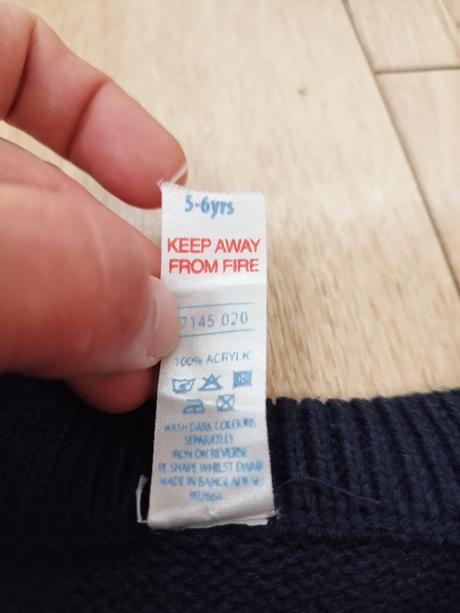 5-6yrs
KEEP AWAY
FROM FIRE
7145 020
100% ACRYLIC
WASH DARK COLOURS
SEPARATELY
IRON ON REVERSE
RE SHAPE WHILST DAMP
MADE IN BANGLADESH
902664